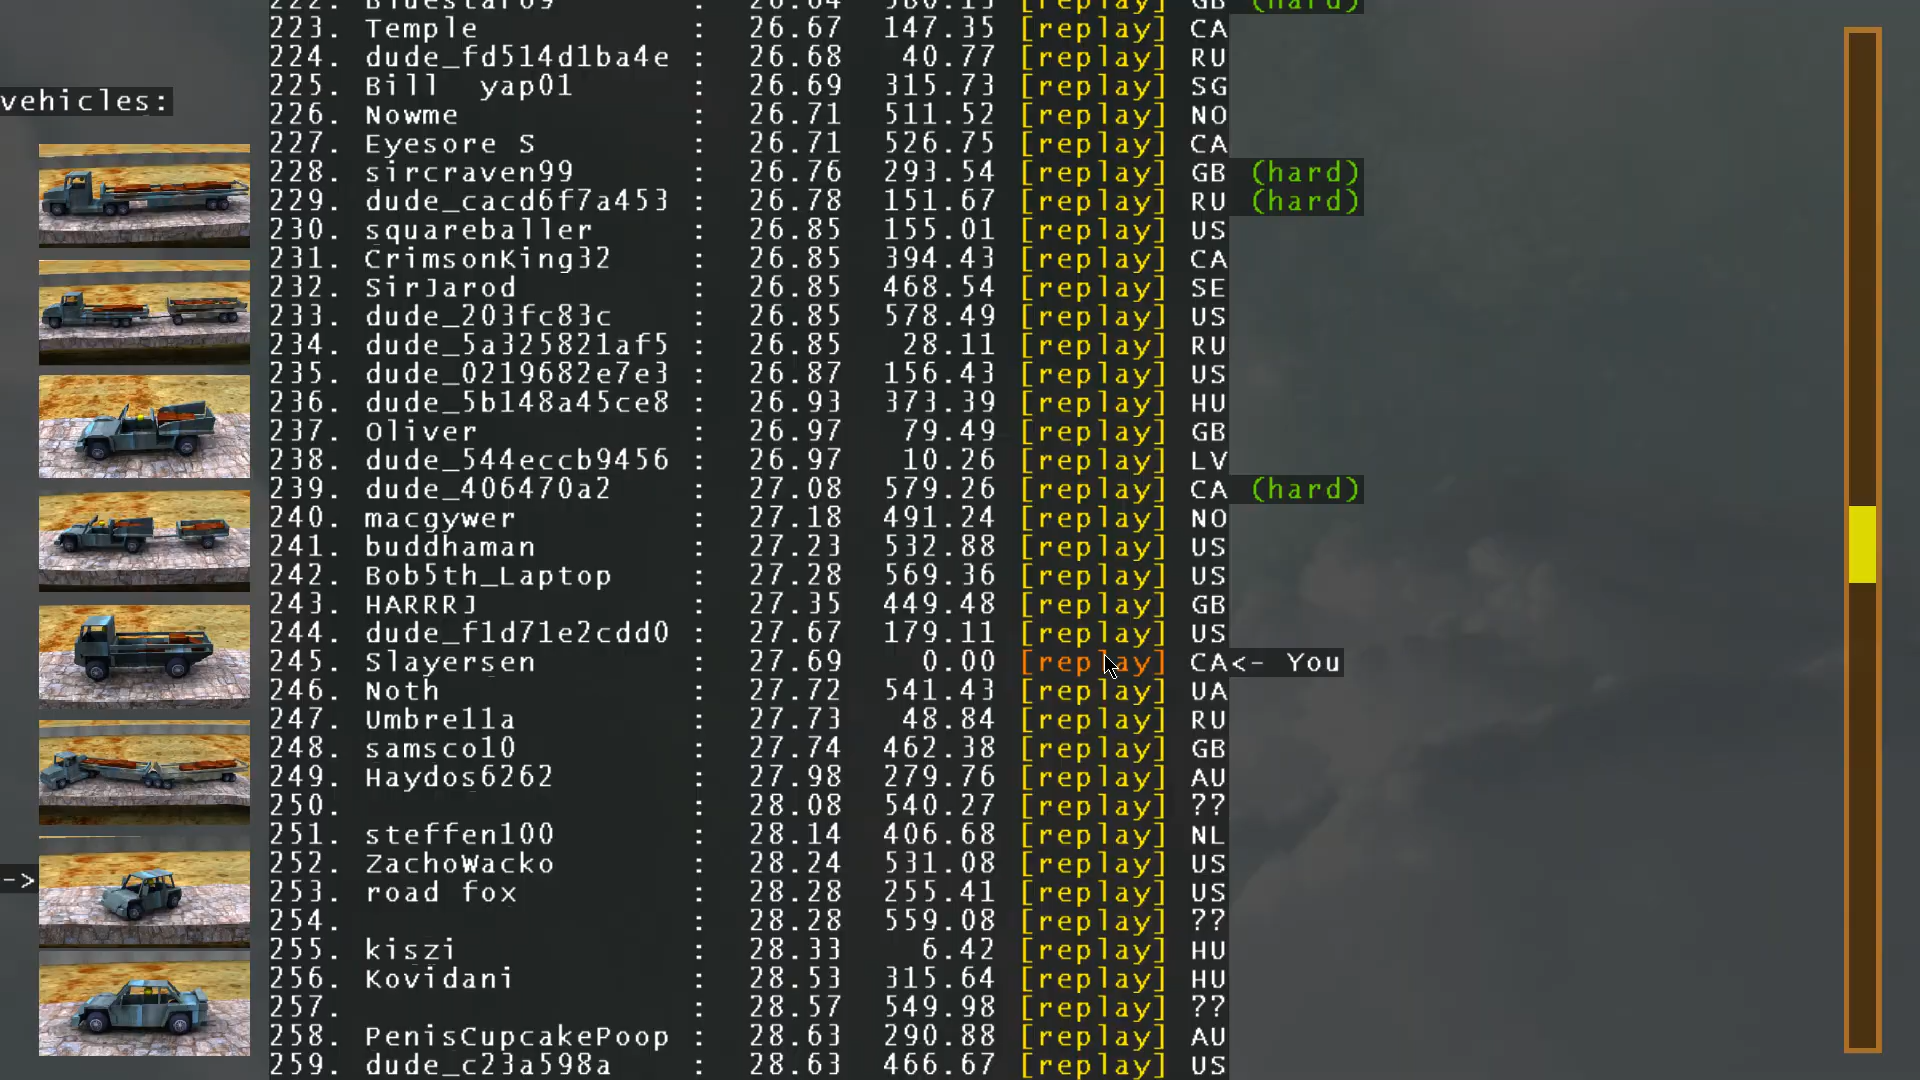 222. Bluestar69 : 26.64 580.15 [replay] GB (hard)
223. Temple : 26.67 147.35 [replay] CA
224. dude_fd514d1ba4e : 26.68 40.77 [replay] RU
vehicles:
225. Bill  yap01 : 26.69 315.73 [replay] SG
226. Nowme : 26.71 511.52 [replay] NO
227. Eyesore S : 26.71 526.75 [replay] CA
228. sircraven99 : 26.76 293.54 [replay] GB (hard)
229. dude_cacd6f7a453 : 26.78 151.67 [replay] RU (hard)
230. squareballer : 26.85 155.01 [replay] US
231. CrimsonKing32 : 26.85 394.43 [replay] CA
232. SirJarod : 26.85 468.54 [replay] SE
233. dude_203fc83c : 26.85 578.49 [replay] US
234. dude_5a325821af5 : 26.85 28.11 [replay] RU
235. dude_0219682e7e3 : 26.87 156.43 [replay] US
236. dude_5b148a45ce8 : 26.93 373.39 [replay] HU
237. Oliver : 26.97 79.49 [replay] GB
238. dude_544eccb9456 : 26.97 10.26 [replay] LV
239. dude_406470a2 : 27.08 579.26 [replay] CA (hard)
240. macgywer : 27.18 491.24 [replay] NO
241. buddhaman : 27.23 532.88 [replay] US
242. Bob5th_Laptop : 27.28 569.36 [replay] US
243. HARRRJ : 27.35 449.48 [replay] GB
244. dude_f1d71e2cdd0 : 27.67 179.11 [replay] US
245. Slayersen : 27.69 0.00 [replay] CA<- You
246. Noth : 27.72 541.43 [replay] UA
247. Umbre11a : 27.73 48.84 [replay] RU
248. samsco10 : 27.74 462.38 [replay] GB
249. Haydos6262 : 27.98 279.76 [replay] AU
250. : 28.08 540.27 [replay] ??
251. steffen100 : 28.14 406.68 [replay] NL
252. ZachoWacko : 28.24 531.08 [replay] US
->
253. road fox : 28.28 255.41 [replay] US
254. : 28.28 559.08 [replay] ??
255. kiszi : 28.33 6.42 [replay] HU
256. Kovidani : 28.53 315.64 [replay] HU
257. : 28.57 549.98 [replay] ??
258. PenisCupcakePoop : 28.63 290.88 [replay] AU
259. dude_c23a598a : 28.63 466.67 [replay] US